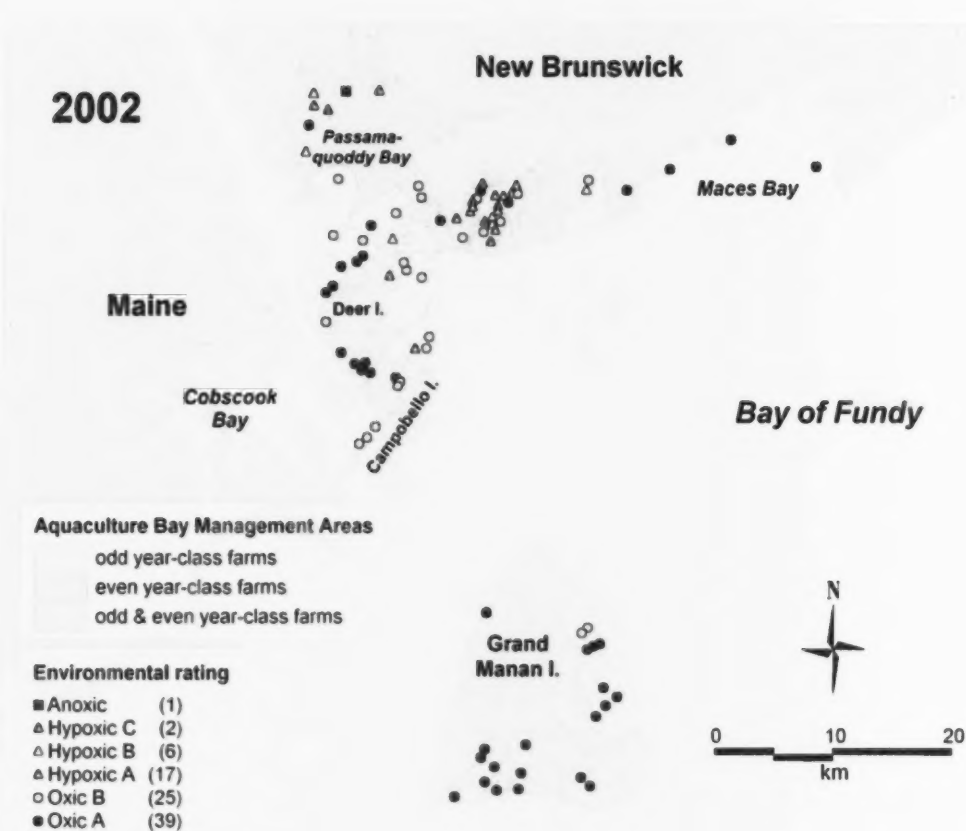 New Brunswick
2002
Passama-
quoddy Bay
Maces Bay
Maine
Deer I.
Cobscook
Bay
Campobello I.
Bay of Fundy
Aquaculture Bay Management Areas
odd year-class farms
even year-class farms
odd & even year-class farms
Grand
Manan I.
N
Environmental rating
Anoxic (1)
Hypoxic C (2)
Hypoxic B (6)
Hypoxic A (17)
Oxic B (25)
Oxic A (39)
0 10 20
km